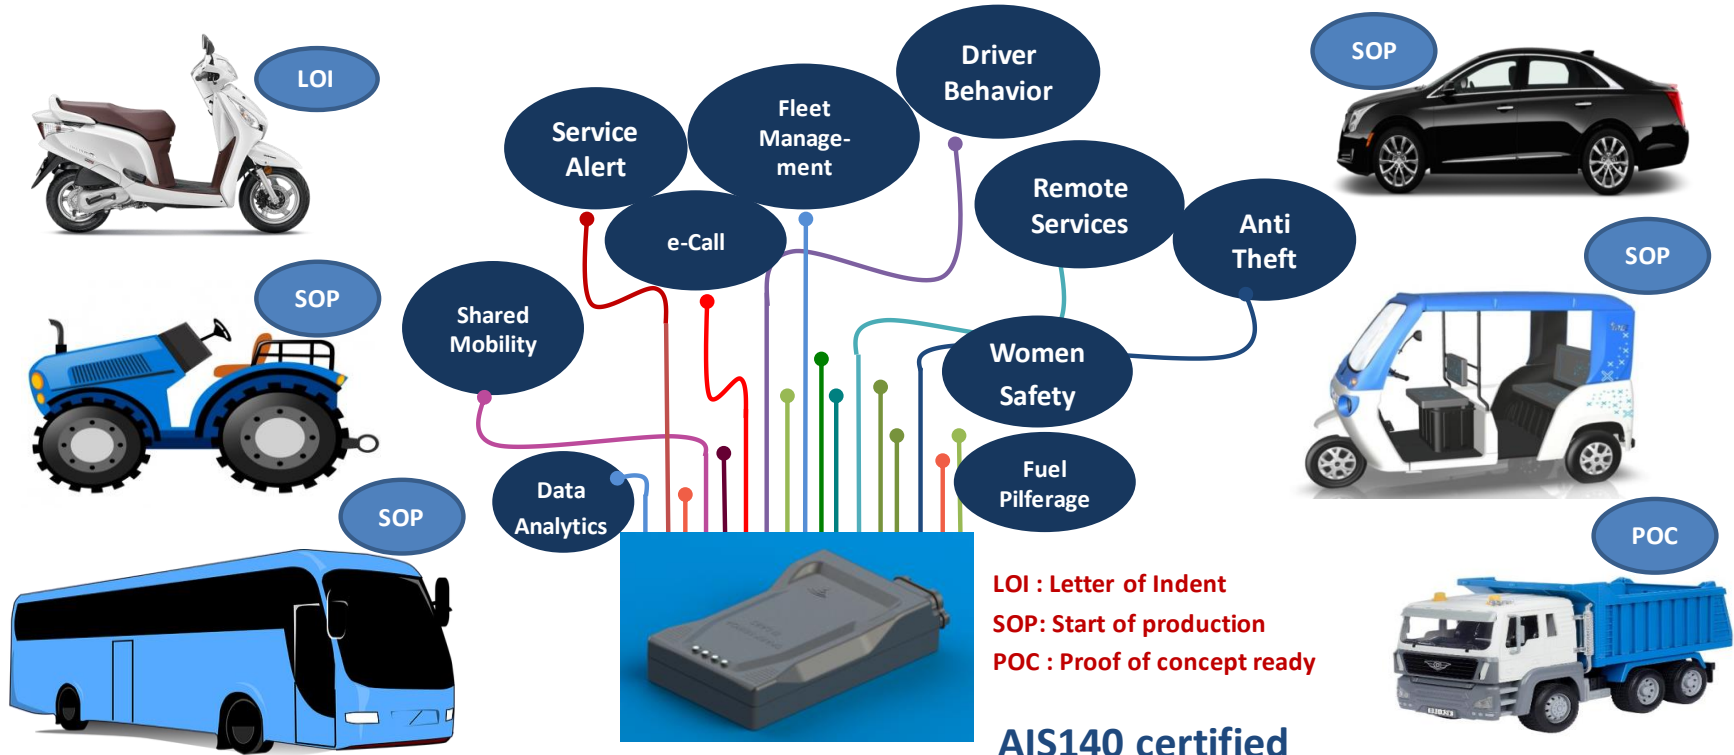 LOI
SOP
SOP
Service
Alert
Fleet
Manage-
ment
Driver
Behavior
e-Call
Remote
Services
Anti
Theft
Shared
Mobility
Women
Safety
Data
Analytics
Fuel
Pilferage
SOP
SOP
POC
LOI : Letter of Indent
SOP: Start of production
POC : Proof of concept ready
AIS140 certified